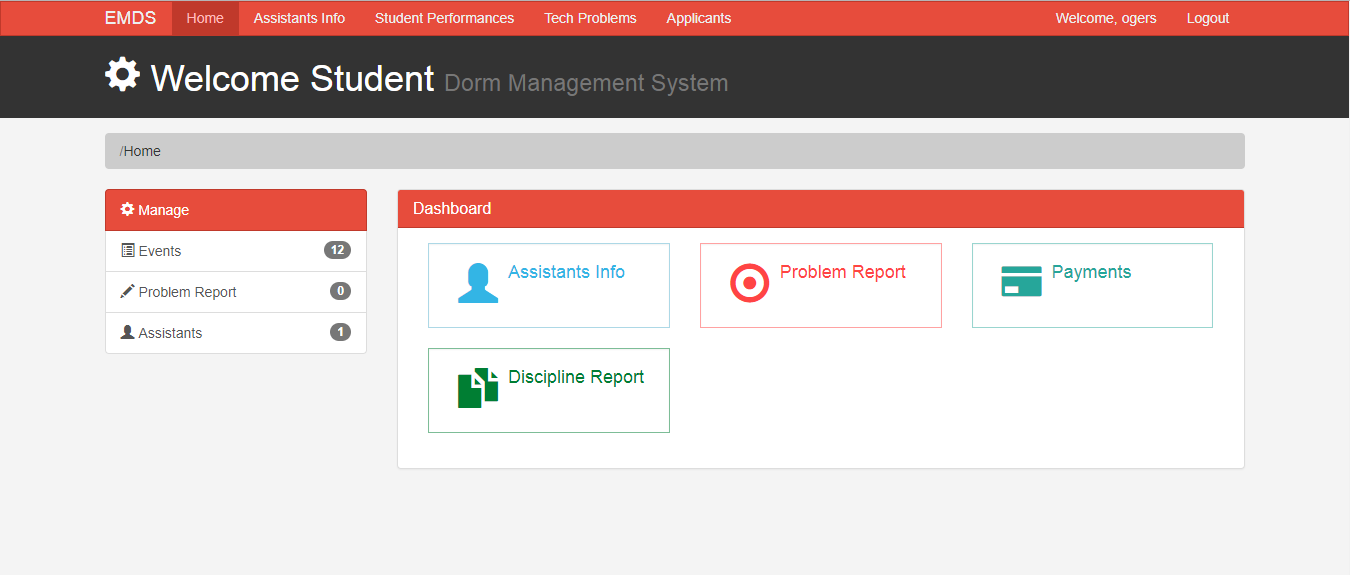 EMDS Home Assistants Info Student Performances Tech Problems Applicants Welcome, ogers Logout
Welcome Student Dorm Management System
/Home
Manage
Events 12
Problem Report 0
Assistants 1
Dashboard
Assistants Info Problem Report Payments
Discipline Report